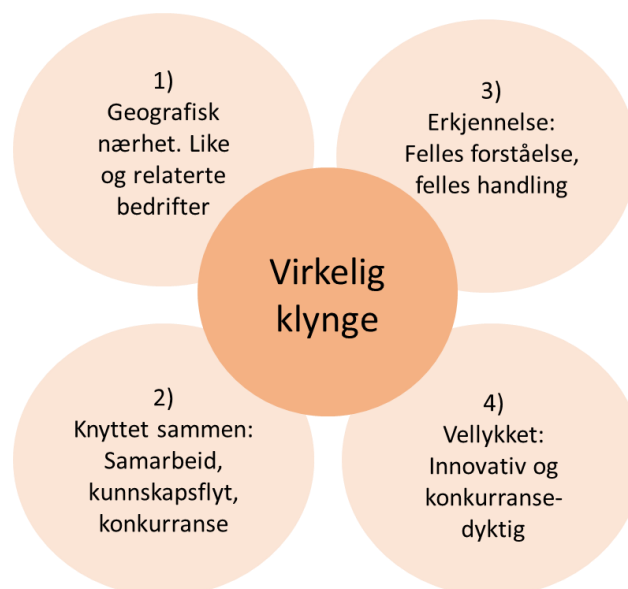 1)
Geografisk
nærhet. Like
og relaterte
bedrifter
3)
Erkjennelse:
Felles forståelse,
felles handling
Virkelig
klynge
2)
Knyttet sammen:
Samarbeid,
kunnskapsflyt,
konkurranse
4)
Vellykket:
Innovativ og
konkurranse-
dyktig